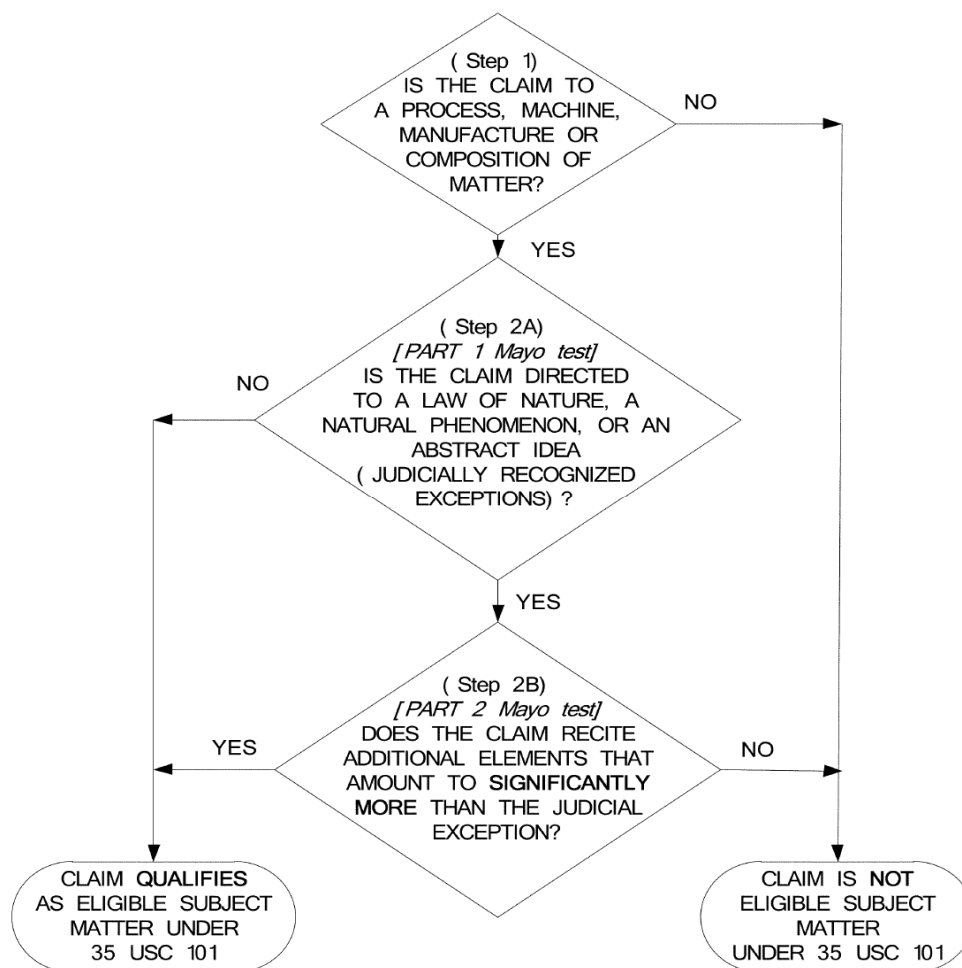 ( Step 1)
IS THE CLAIM TO
A PROCESS, MACHINE,
MANUFACTURE OR
COMPOSITION OF
MATTER?
NO
YES
( Step 2A)
[PART 1 Mayo test]
IS THE CLAIM DIRECTED
TO A LAW OF NATURE, A
NATURAL PHENOMENON, OR AN
ABSTRACT IDEA
( JUDICIALLY RECOGNIZED
EXCEPTIONS) ?
NO
YES
( Step 2B)
[PART 2 Mayo test]
DOES THE CLAIM RECITE
ADDITIONAL ELEMENTS THAT
AMOUNT TO SIGNIFICANTLY
MORE THAN THE JUDICIAL
EXCEPTION?
YES
NO
CLAIM QUALIFIES
AS ELIGIBLE SUBJECT
MATTER UNDER
35 USC 101
CLAIM IS NOT
ELIGIBLE SUBJECT
MATTER
UNDER 35 USC 101